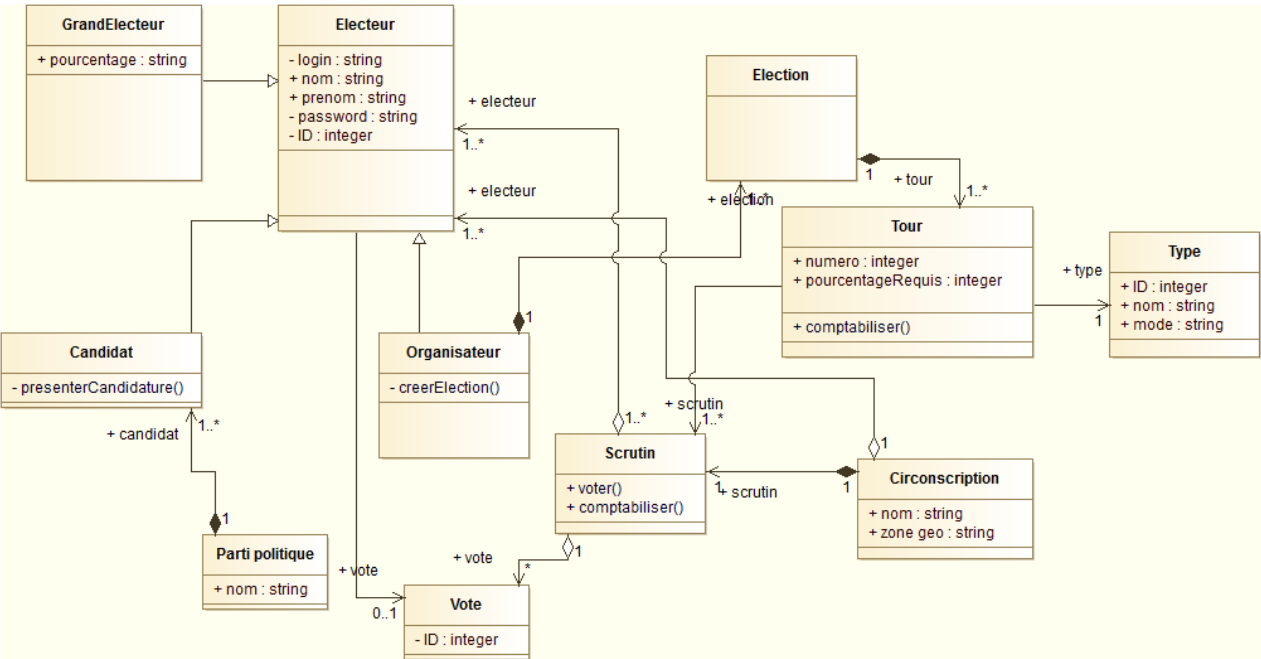 GrandElecteur
+ pourcentage : string
Electeur
- login : string
+ nom : string
+ prenom : string
- password : string
- ID : integer
+ electeur
1..*
+ electeur
1..*
Election
1
+ tour
1..*
+ election
1..*
Tour
+ numero : integer
+ pourcentageRequis : integer
+ comptabiliser()
+ type
1
Type
+ ID : integer
+ nom : string
+ mode : string
Candidat
- presenterCandidature()
1..*
+ candidat
1
Organisateur
- creerElection()
1
Parti politique
+ nom : string
+ scrutin
1..*
1..*
Scrutin
+ voter()
+ comptabiliser()
1
+ scrutin
1
1
Circonscription
+ nom : string
+ zone geo : string
1
+ vote
*
+ vote
0..1
Vote
- ID : integer